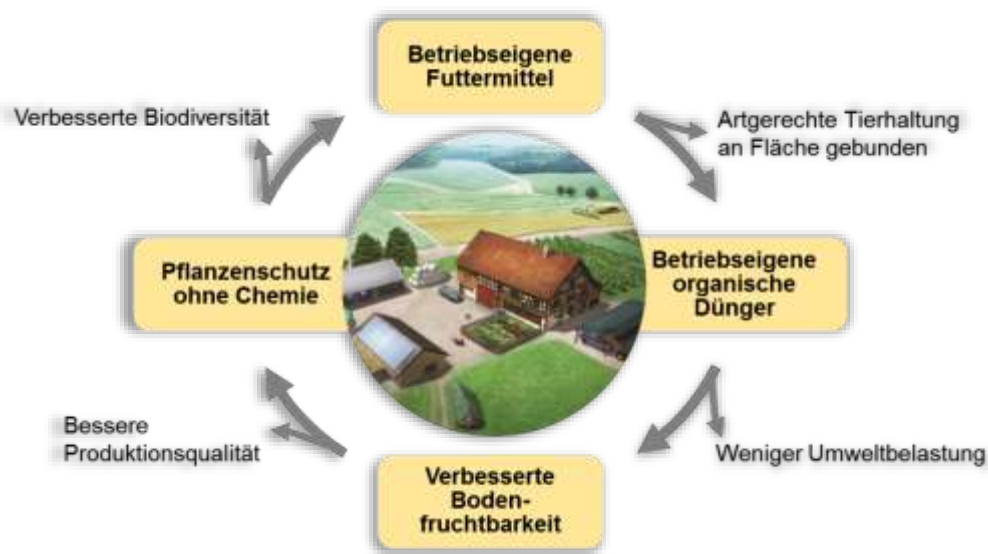 Betriebseigene
Futtermittel
Verbesserte Biodiversität
Artgerechte Tierhaltung
an Fläche gebunden
Pflanzenschutz
ohne Chemie
Betriebseigene
organische
Dünger
Bessere
Produktionsqualität
Weniger Umweltbelastung
Verbesserte
Boden-
fruchtbarkeit